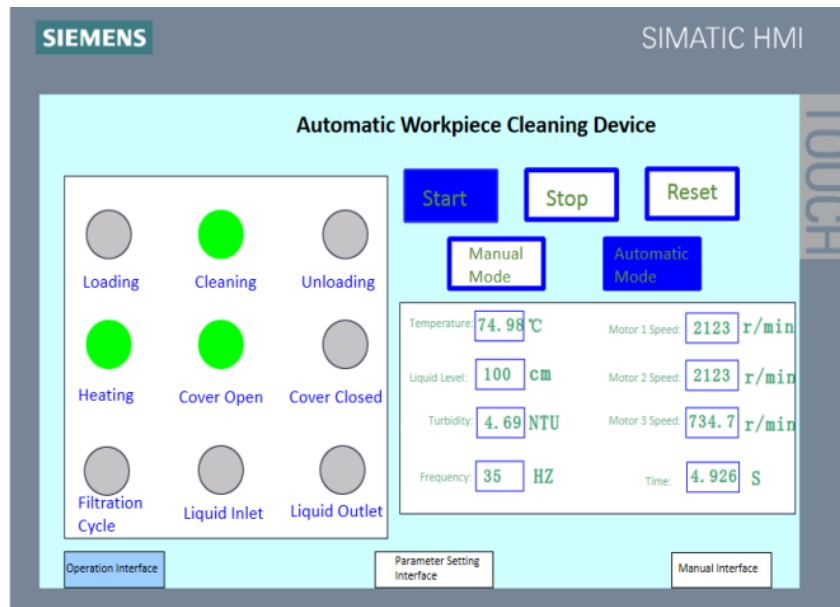 SIEMENS
SIMATIC HMI
TOUCH
Automatic Workpiece Cleaning Device
Start
Stop
Reset
Manual
Mode
Automatic
Mode
Loading
Cleaning
Unloading
Heating
Cover Open
Cover Closed
Filtration
Cycle
Liquid Inlet
Liquid Outlet
Temperature: 74.98 ℃
Motor 1 Speed: 2123 r/min
Liquid Level: 100 cm
Motor 2 Speed: 2123 r/min
Turbidity: 4.69 NTU
Motor 3 Speed: 734.7 r/min
Frequency: 35 HZ
Time: 4.926 S
Operation Interface
Parameter Setting
Interface
Manual Interface